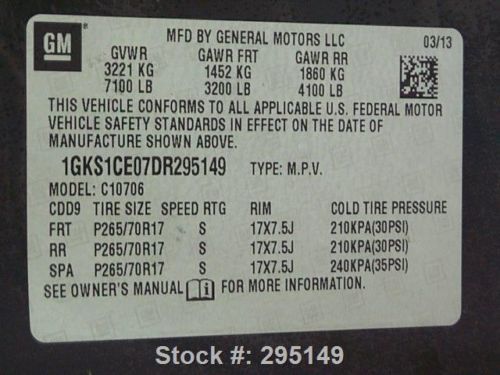 GM
MFD BY GENERAL MOTORS LLC
03/13
GVWR GAWR FRT GAWR RR
3221 KG 1452 KG 1860 KG
7100 LB 3200 LB 4100 LB
THIS VEHICLE CONFORMS TO ALL APPLICABLE U.S. FEDERAL MOTOR
VEHICLE SAFETY STANDARDS IN EFFECT ON THE DATE OF
MANUFACTURE SHOWN ABOVE.
1GKS1CE07DR295149 TYPE: M.P.V.
MODEL: C10706
CDD9 TIRE SIZE SPEED RTG RIM COLD TIRE PRESSURE
FRT P265/70R17 S 17X7.5J 210KPA(30PSI)
RR P265/70R17 S 17X7.5J 210KPA(30PSI)
SPA P265/70R17 S 17X7.5J 240KPA(35PSI)
SEE OWNER'S MANUAL i FOR MORE INFORMATION.
Stock #: 295149